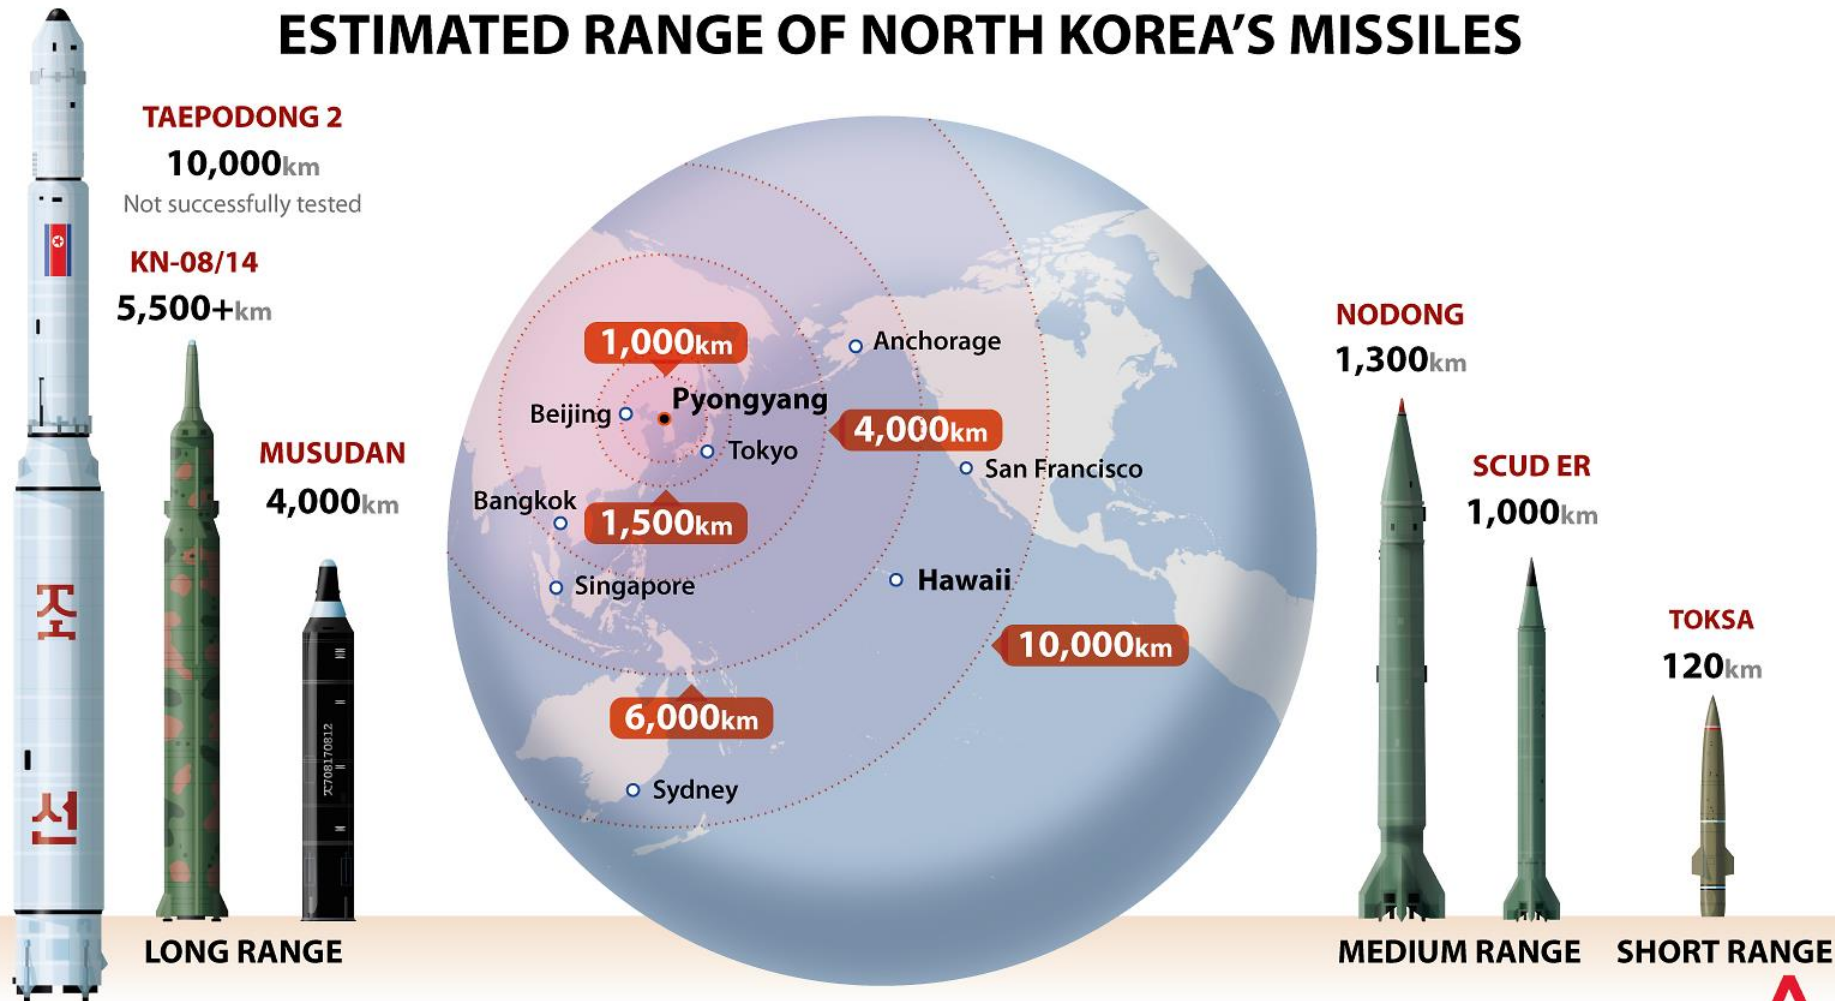 ESTIMATED RANGE OF NORTH KOREA'S MISSILES
TAEPODONG 2
10,000km
Not successfully tested
KN-08/14
5,500+km
MUSUDAN
4,000km
조
선
ㅈ708170812
LONG RANGE
1,000km
Pyongyang
Beijing
Tokyo
Anchorage
4,000km
San Francisco
Bangkok
1,500km
Singapore
Hawaii
10,000km
6,000km
Sydney
NODONG
1,300km
SCUD ER
1,000km
TOKSA
120km
MEDIUM RANGE
SHORT RANGE